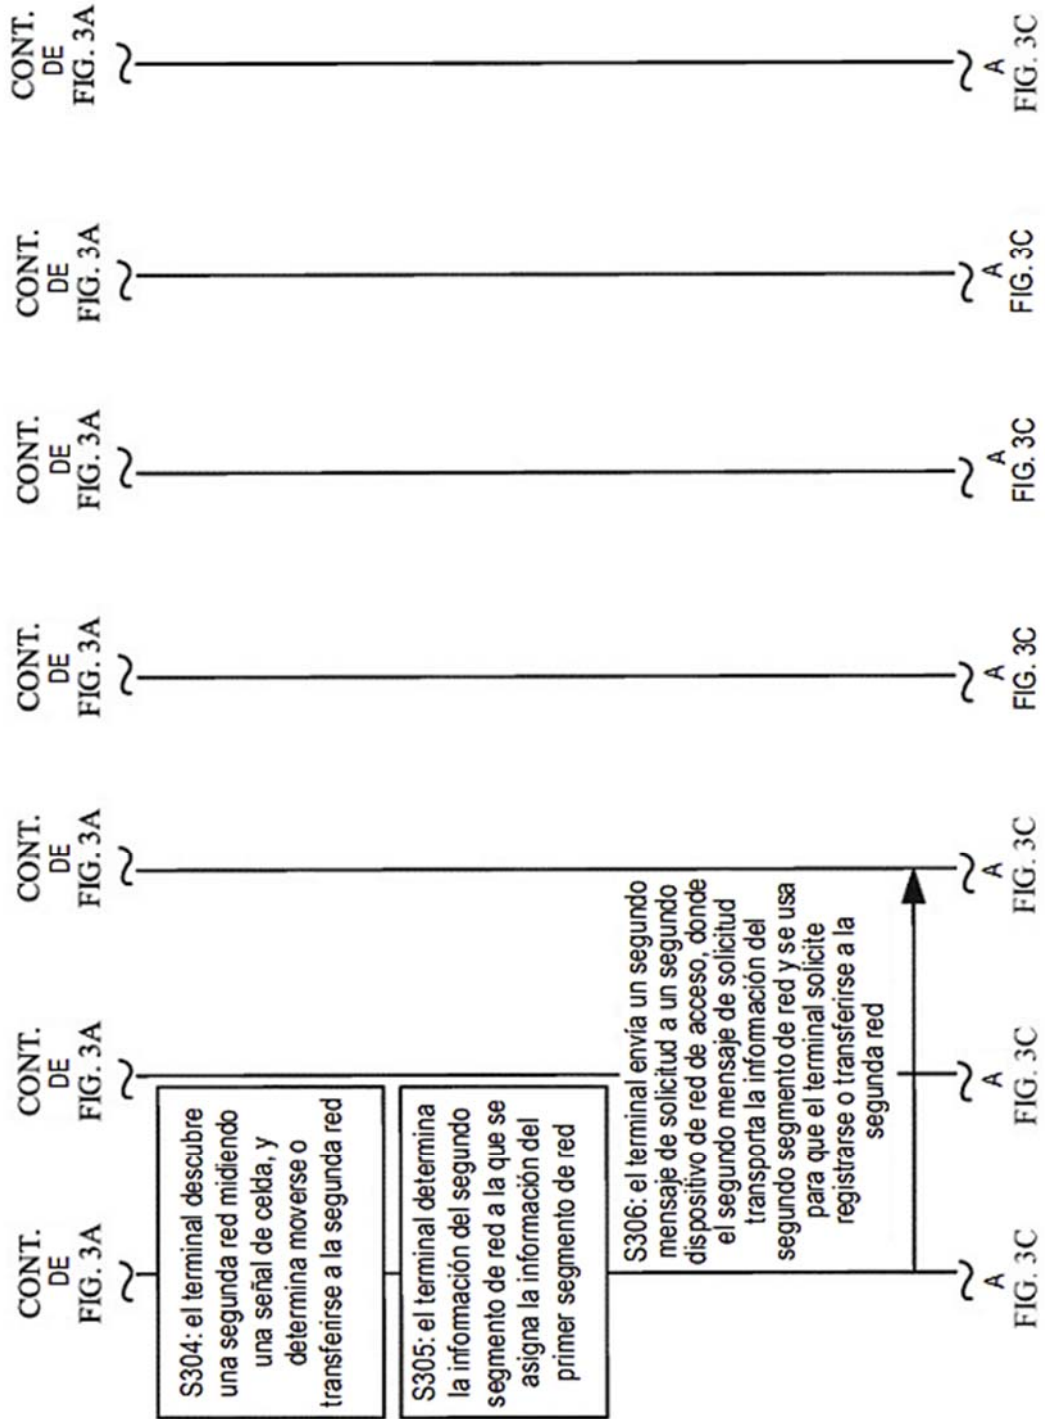 CONT.
DE
FIG. 3A
CONT.
DE
FIG. 3A
CONT.
DE
FIG. 3A
CONT.
DE
FIG. 3A
CONT.
DE
FIG. 3A
CONT.
DE
FIG. 3A
CONT.
DE
FIG. 3A
S304: el terminal descubre
una segunda red midiendo
una señal de celda, y
determina moverse o
transferirse a la segunda red
S305: el terminal determina
la información del segundo
segmento de red a la que se
asigna la información del
primer segmento de red
S306: el terminal envía un segundo
mensaje de solicitud a un segundo
dispositivo de red de acceso, donde
el segundo mensaje de solicitud
transporta la información del
segundo segmento de red y se usa
para que el terminal solicite
registrarse o transferirse a la
segunda red
A
FIG. 3C
A
FIG. 3C
A
FIG. 3C
A
FIG. 3C
A
FIG. 3C
A
FIG. 3C
A
FIG. 3C